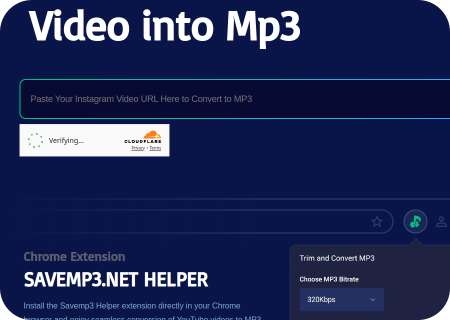 Video into Mp3
Paste Your Instagram Video URL Here to Convert to MP3
Verifying...
CLOUDFLARE
Privacy • Terms
Trim and Convert MP3
Chrome Extension
SAVEMP3.NET HELPER
Choose MP3 Bitrate
320Kbps
Install the Savemp3 Helper extension directly in your Chrome
browser and enjoy seamless conversion of YouTube videos to MP3